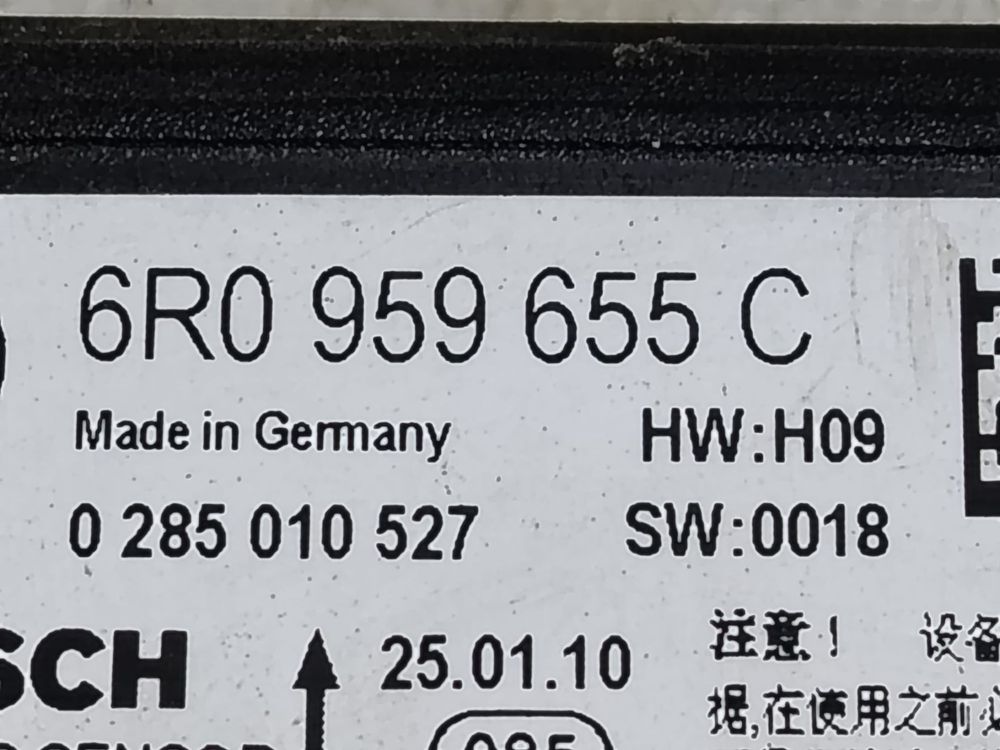 6R0 959 655 C
Made in Germany HW:H09
0 285 010 527 SW:0018
SCH 25.01.10 注意！ 设备
据,在使用之前